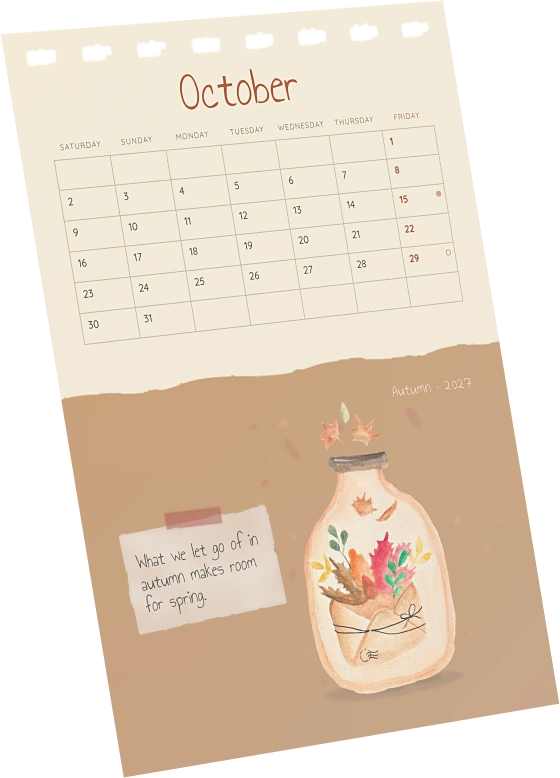 October
SATURDAY SUNDAY MONDAY TUESDAY WEDNESDAY THURSDAY FRIDAY
1
2 3 4 5 6 7 8
9 10 11 12 13 14 15
16 17 18 19 20 21 22
23 24 25 26 27 28 29
30 31
Autumn · 2027
What we let go of in
autumn makes room
for spring.